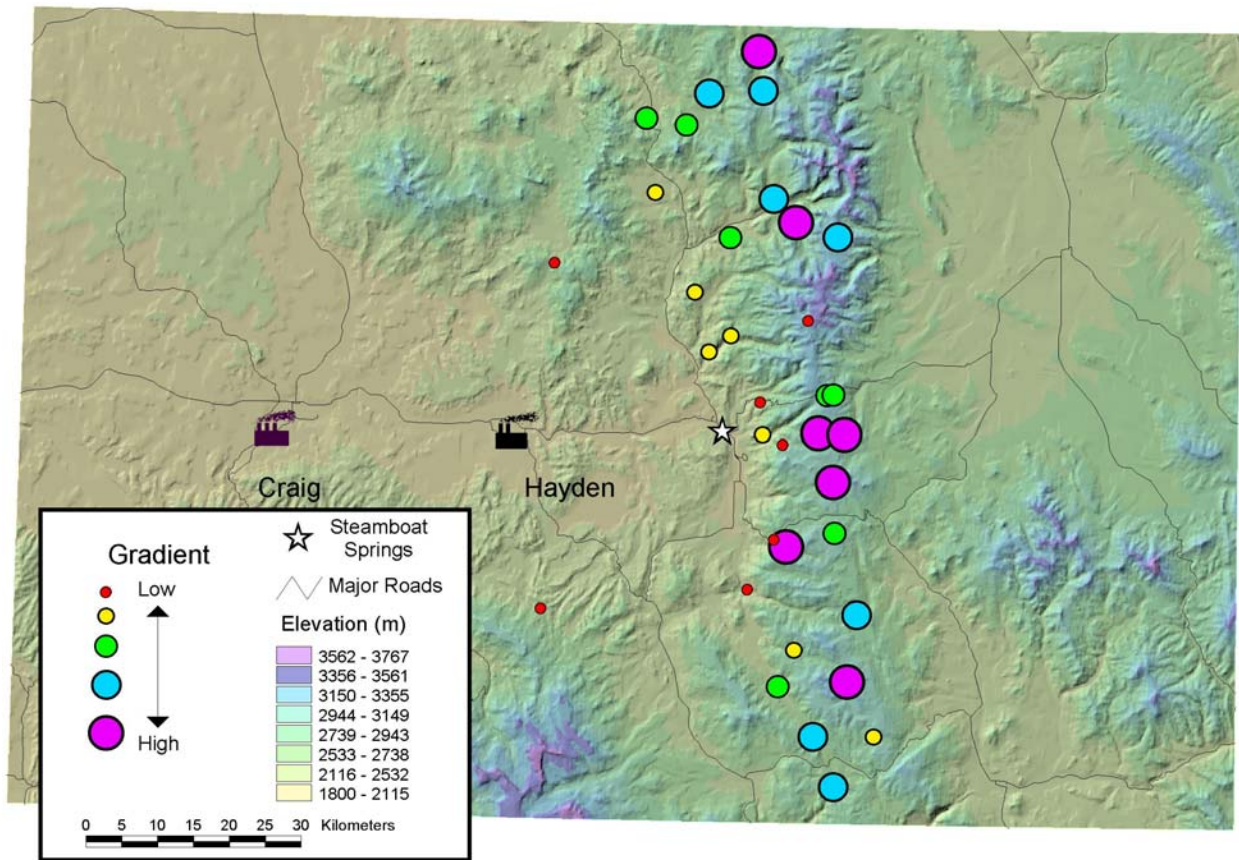 Craig
Hayden
Gradient
Low
High
Steamboat
Springs
Major Roads
Elevation (m)
3562 - 3767
3356 - 3561
3150 - 3355
2944 - 3149
2739 - 2943
2533 - 2738
2116 - 2532
1800 - 2115
0 5 10 15 20 25 30 Kilometers